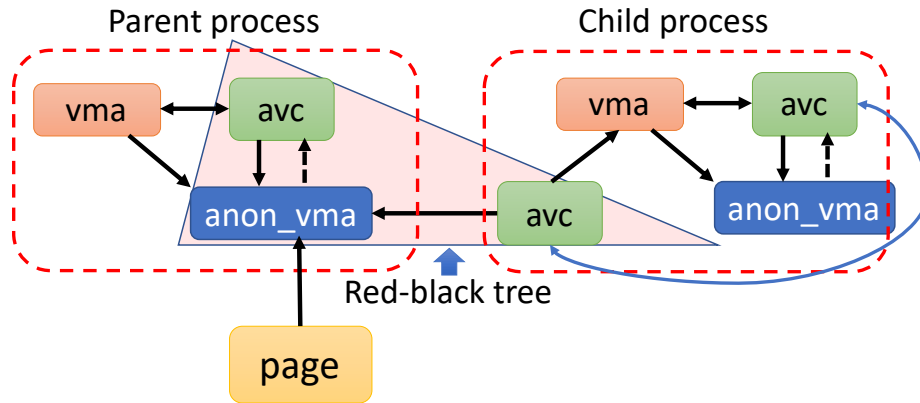 Parent process
Child process
vma
avc
vma
avc
anon_vma
avc
anon_vma
Red-black tree
page